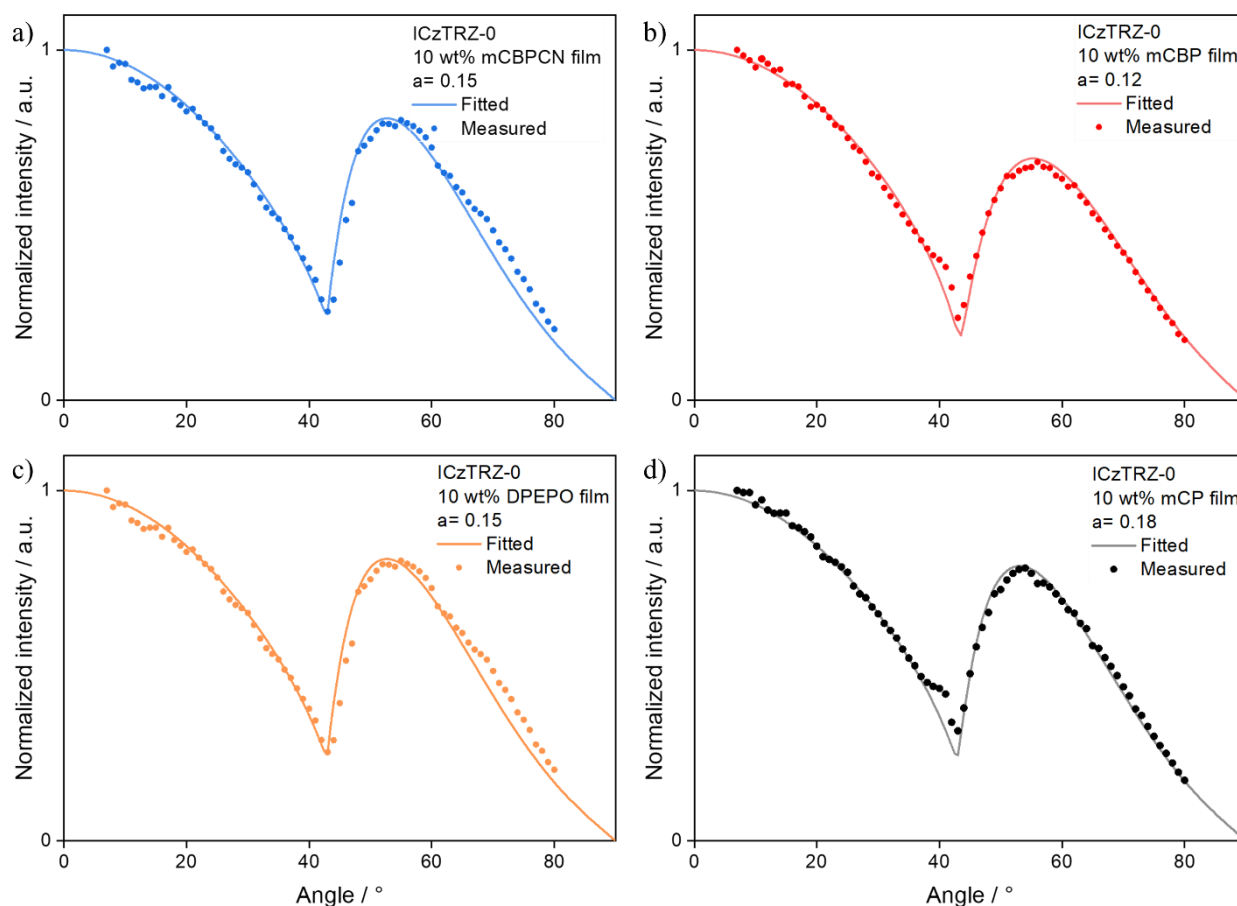 a)
ICzTRZ-0
10 wt% mCBPCN film
a= 0.15
Fitted
Measured
Normalized intensity / a.u.
1
0
0 20 40 60 80
b)
ICzTRZ-0
10 wt% mCBP film
a= 0.12
Fitted
Measured
Normalized intensity / a.u.
1
0
0 20 40 60 80
c)
ICzTRZ-0
10 wt% DPEPO film
a= 0.15
Fitted
Measured
Normalized intensity / a.u.
1
0
0 20 40 60 80
Angle / °
d)
ICzTRZ-0
10 wt% mCP film
a= 0.18
Fitted
Measured
Normalized intensity / a.u.
1
0
0 20 40 60 80
Angle / °